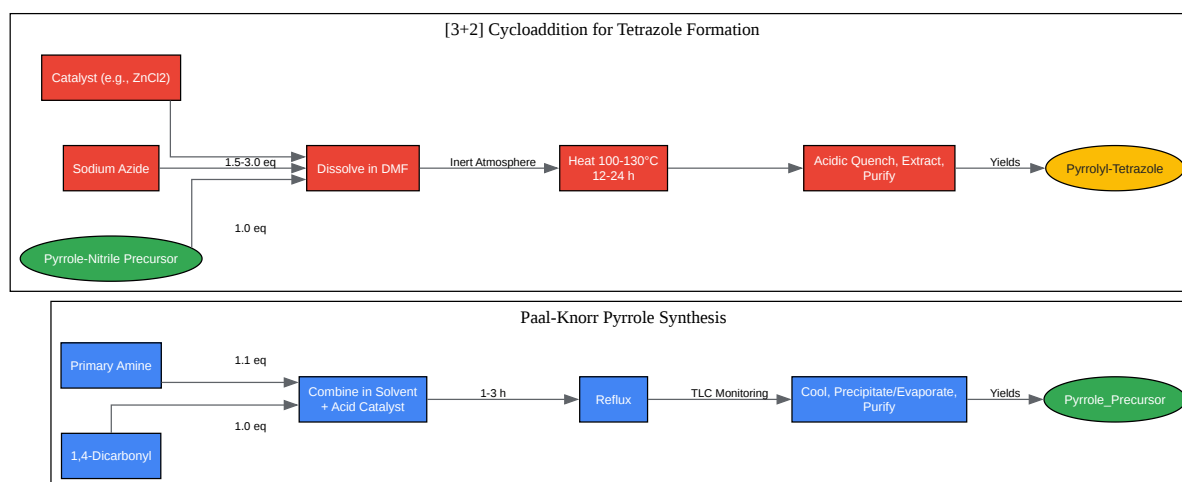 [3+2] Cycloaddition for Tetrazole Formation
Catalyst (e.g., ZnCl2)
Sodium Azide
1.5-3.0 eq
Dissolve in DMF
Inert Atmosphere
Heat 100-130°C
12-24 h
Acidic Quench, Extract,
Purify
Yields
Pyrrolyl-Tetrazole
1.0 eq
Pyrrole-Nitrile Precursor
Paal-Knorr Pyrrole Synthesis
Primary Amine
1.1 eq
Combine in Solvent
+ Acid Catalyst
1-3 h
Reflux
TLC Monitoring
Cool, Precipitate/Evaporate,
Purify
Yields
Pyrrole_Precursor
1.0 eq
1,4-Dicarbonyl